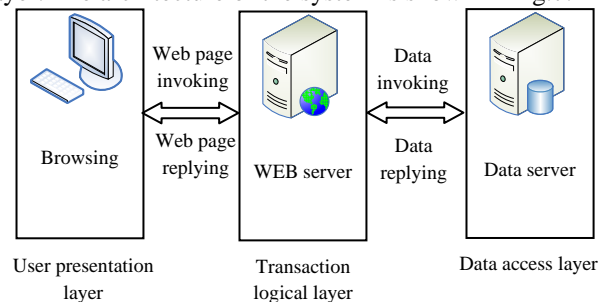 Web page
invoking
Data
invoking
Browsing
Web page
replying
WEB server
Data
replying
Data server
User presentation
layer
Transaction
logical layer
Data access layer